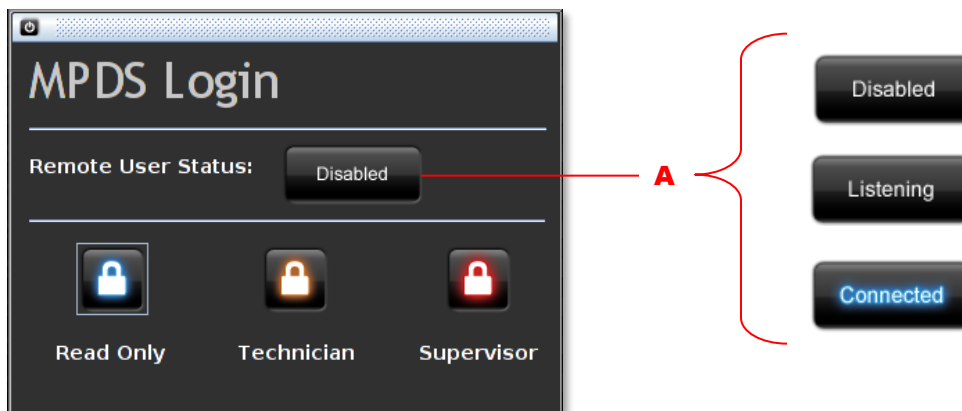 MPDS Login
Remote User Status:
Disabled
Read Only
Technician
Supervisor
A
Disabled
Listening
Connected